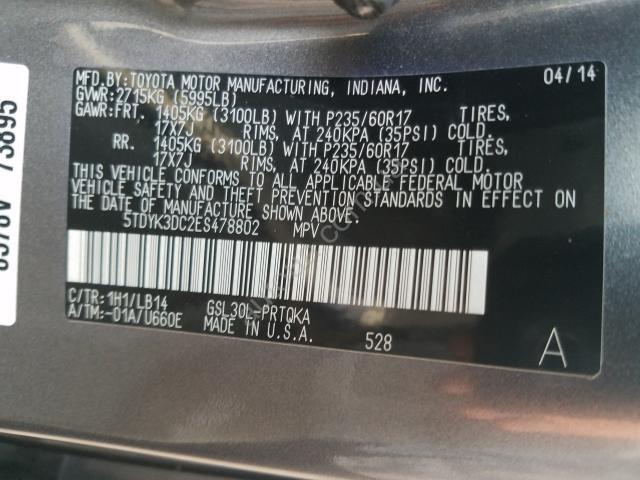 MFD.BY:TOYOTA MOTOR MANUFACTURING, INDIANA, INC. 04/14
GVWR:2715KG (5995LB)
GAWR:FRT. 1405KG (3100LB) WITH P235/60R17 TIRES,
17X7J RIMS, AT 240KPA (35PSI) COLD.
RR. 1405KG (3100LB) WITH P235/60R17 TIRES,
17X7J RIMS, AT 240KPA (35PSI) COLD.
THIS VEHICLE CONFORMS TO ALL APPLICABLE FEDERAL MOTOR
VEHICLE SAFETY AND THEFT PREVENTION STANDARDS IN EFFECT ON
THE DATE OF MANUFACTURE SHOWN ABOVE.
5TDYK3DC2ES478802 MPV
C/TR:1H1/LB14 GSL30L-PRTQKA
A/TM:-01A/U660E MADE IN U.S.A.
528
A
73895